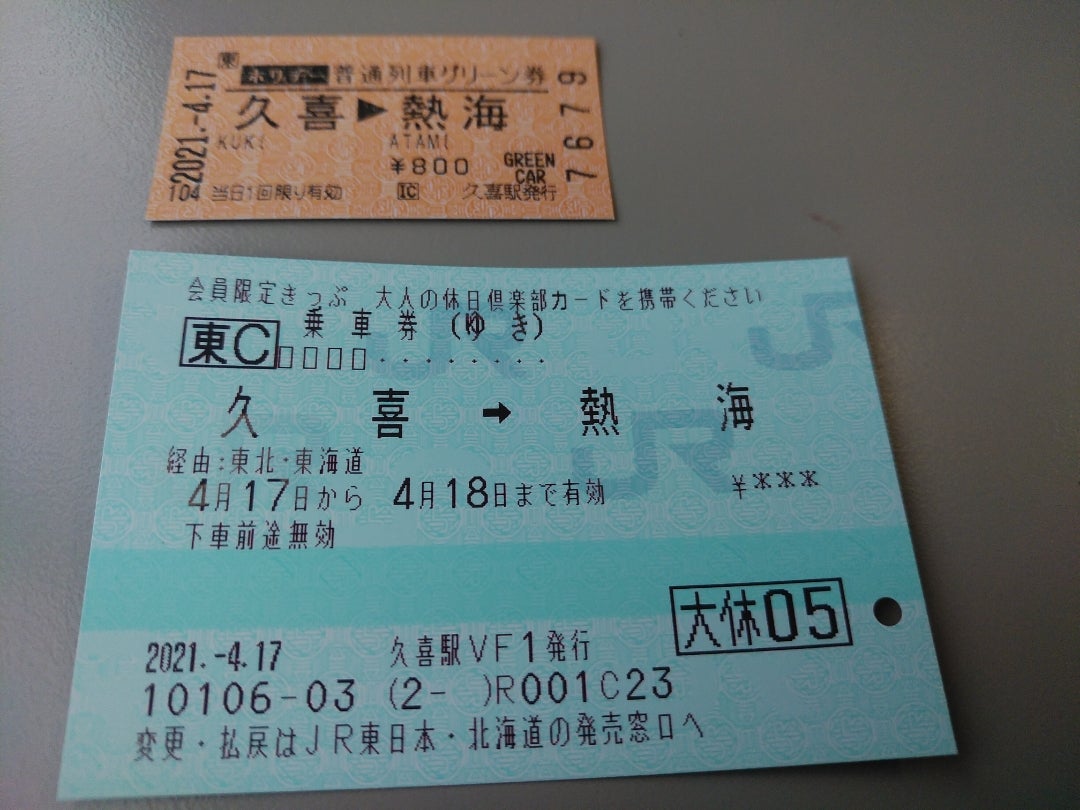 東
ホリデー 普通列車グリーン券
久喜▶熱海
KUKI ATAMI
¥800
GREEN CAR
104 当日1回限り有効 IC 久喜駅発行
2021.-4.17
7679
会員限定きっぷ 大人の休日倶楽部カードを携帯ください
東C 乗車券 (ゆき)
□□□□・・・・・・・・
久喜 → 熱海
経由:東北・東海道
4月17日から 4月18日まで有効 ¥***
下車前途無効
大休05
2021.-4.17 久喜駅VF1発行
10106-03 (2- )R001C23
変更・払戻はJR東日本・北海道の発売窓口へ
JR
JR
JR